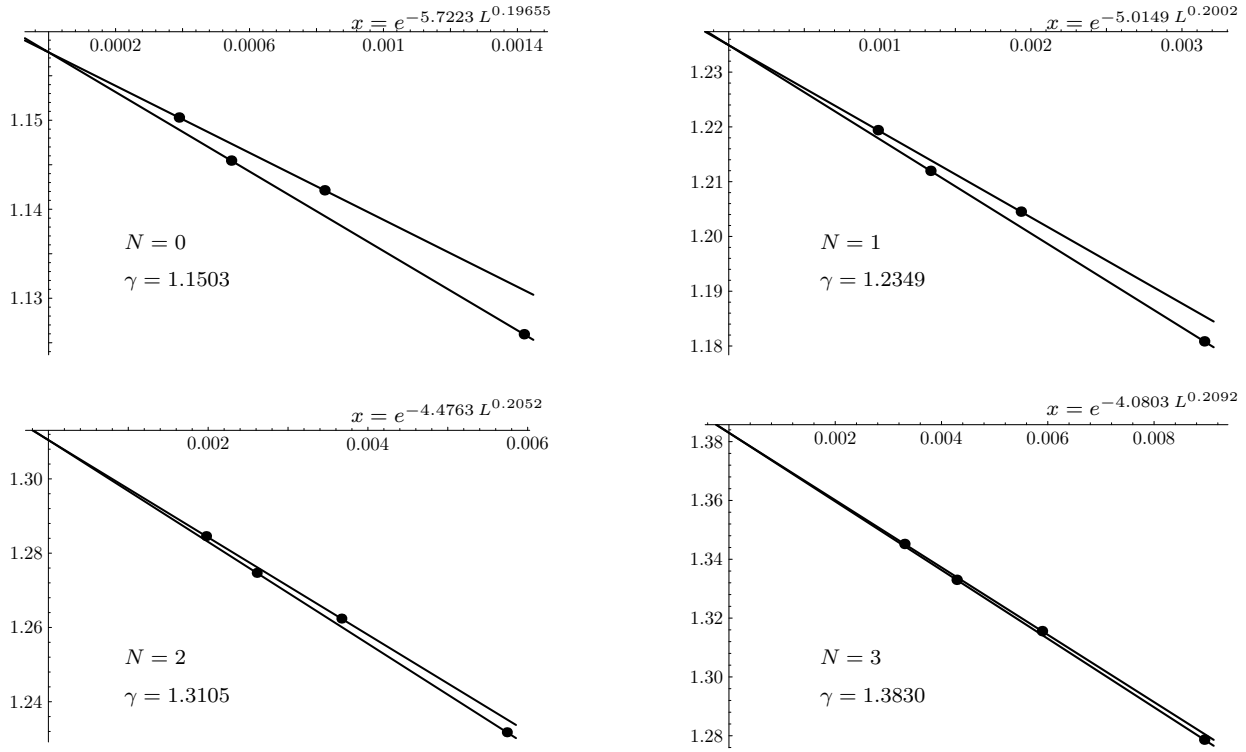 x = e^{-5.7223 L^{0.19655}}
0.0002 0.0006 0.001 0.0014
1.15
1.14
1.13
N = 0
γ = 1.1503
x = e^{-5.0149 L^{0.2002}}
0.001 0.002 0.003
1.23
1.22
1.21
1.20
1.19
1.18
N = 1
γ = 1.2349
x = e^{-4.4763 L^{0.2052}}
0.002 0.004 0.006
1.30
1.28
1.26
1.24
N = 2
γ = 1.3105
x = e^{-4.0803 L^{0.2092}}
0.002 0.004 0.006 0.008
1.38
1.36
1.34
1.32
1.30
1.28
N = 3
γ = 1.3830